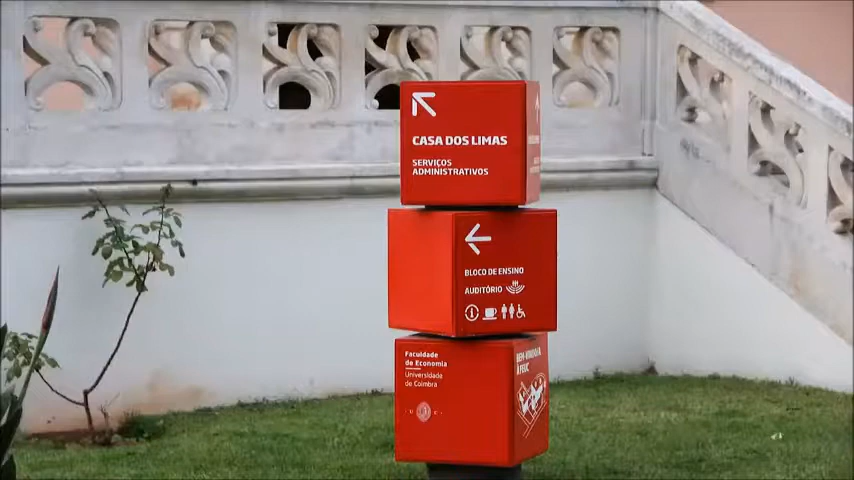 CASA DOS LIMAS
SERVIÇOS
ADMINISTRATIVOS
BLOCO DE ENSINO
AUDITÓRIO
Faculdade
de Economia
Universidade
de Coimbra
BEM-VINDO/A
À FEUC